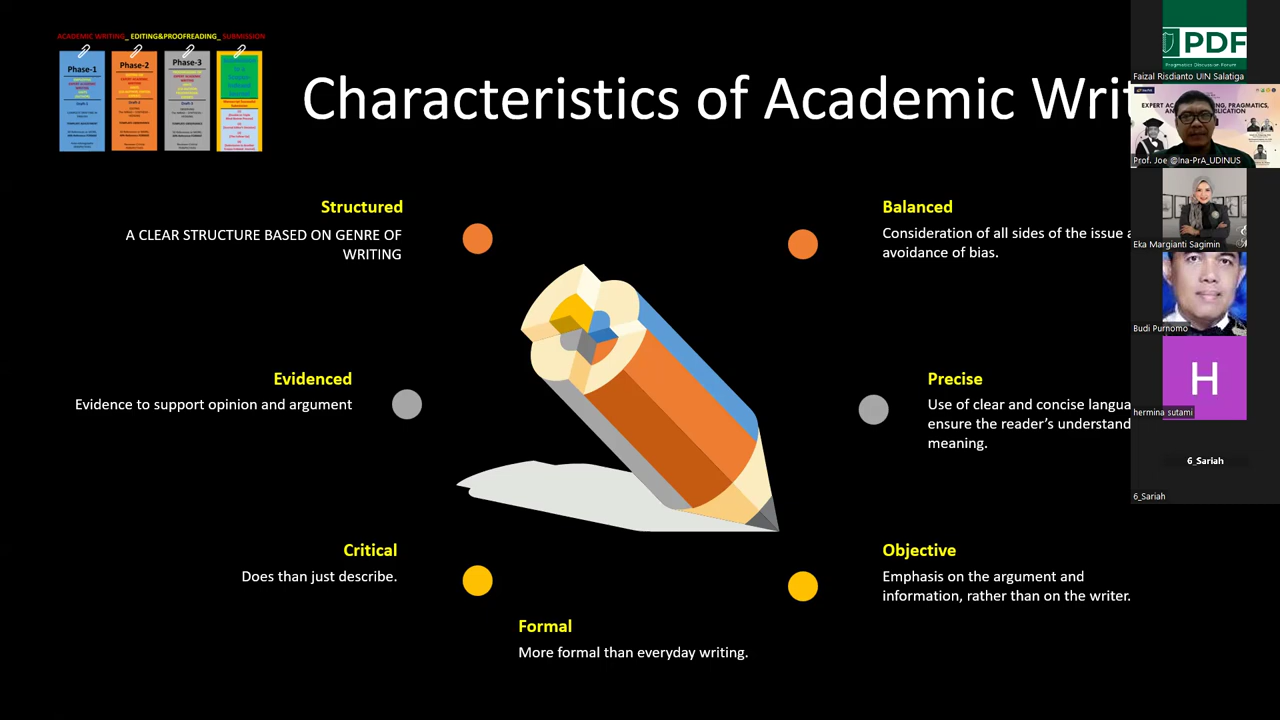 ACADEMIC WRITING_ EDITING&PROOFREADING_ SUBMISSION
Phase-1
Phase-2
Phase-3
Characteristics of Academic Writ
Structured
A CLEAR STRUCTURE BASED ON GENRE OF
WRITING
Evidenced
Evidence to support opinion and argument
Critical
Does than just describe.
Formal
More formal than everyday writing.
Balanced
Consideration of all sides of the issue a
avoidance of bias.
Precise
Use of clear and concise langua
ensure the reader's understand
meaning.
Objective
Emphasis on the argument and
information, rather than on the writer.
PDF
Pragmatics Discussion Forum
Faizal Risdianto UIN Salatiga
Prof. Joe @Ina-PrA_UDINUS
Eka Margianti Sagimin
Budi Purnomo
H
hermina sutami
6_Sariah
6_Sariah